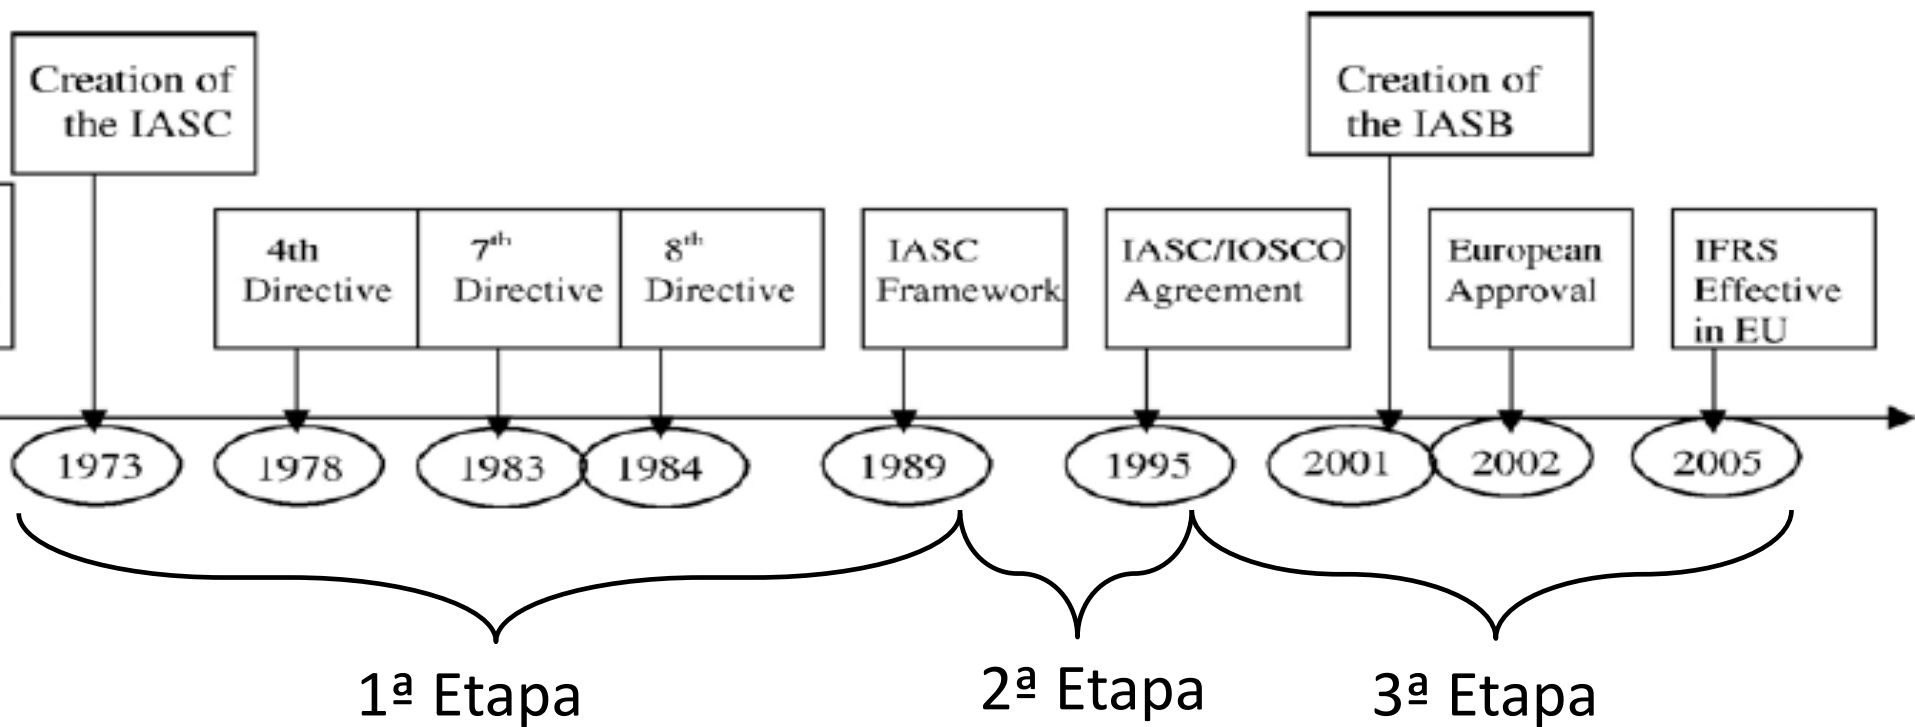 Creation of
the IASC
Creation of
the IASB
4th
Directive
7th
Directive
8th
Directive
IASC
Framework
IASC/IOSCO
Agreement
European
Approval
IFRS
Effective
in EU
1973
1978
1983
1984
1989
1995
2001
2002
2005
1ª Etapa
2ª Etapa
3ª Etapa